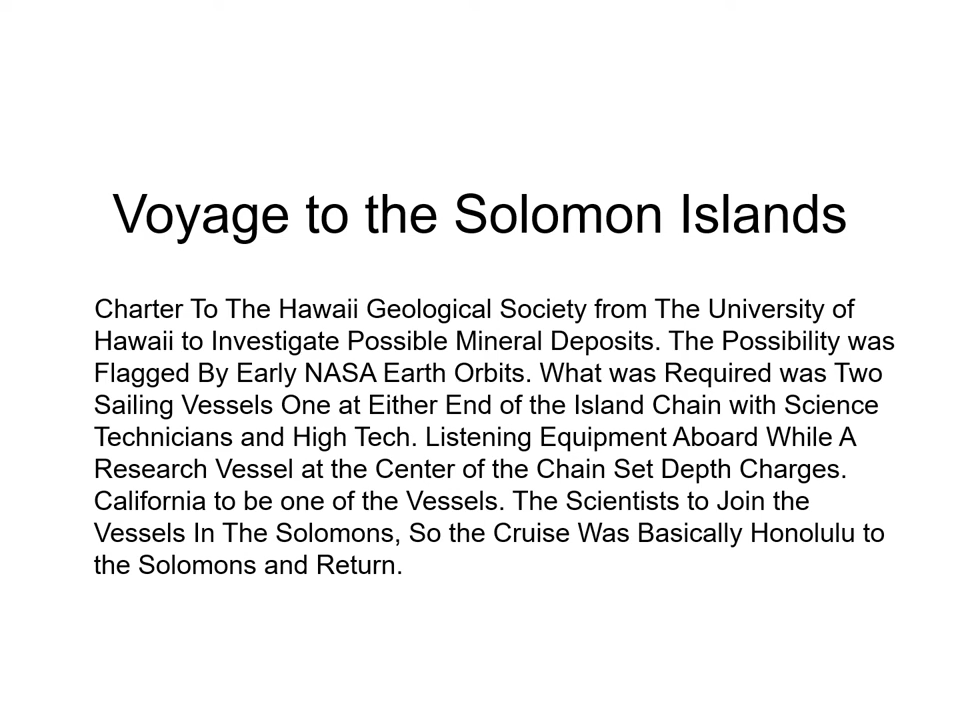 Voyage to the Solomon Islands
Charter To The Hawaii Geological Society from The University of
Hawaii to Investigate Possible Mineral Deposits. The Possibility was
Flagged By Early NASA Earth Orbits. What was Required was Two
Sailing Vessels One at Either End of the Island Chain with Science
Technicians and High Tech. Listening Equipment Aboard While A
Research Vessel at the Center of the Chain Set Depth Charges.
California to be one of the Vessels. The Scientists to Join the
Vessels In The Solomons, So the Cruise Was Basically Honolulu to
the Solomons and Return.